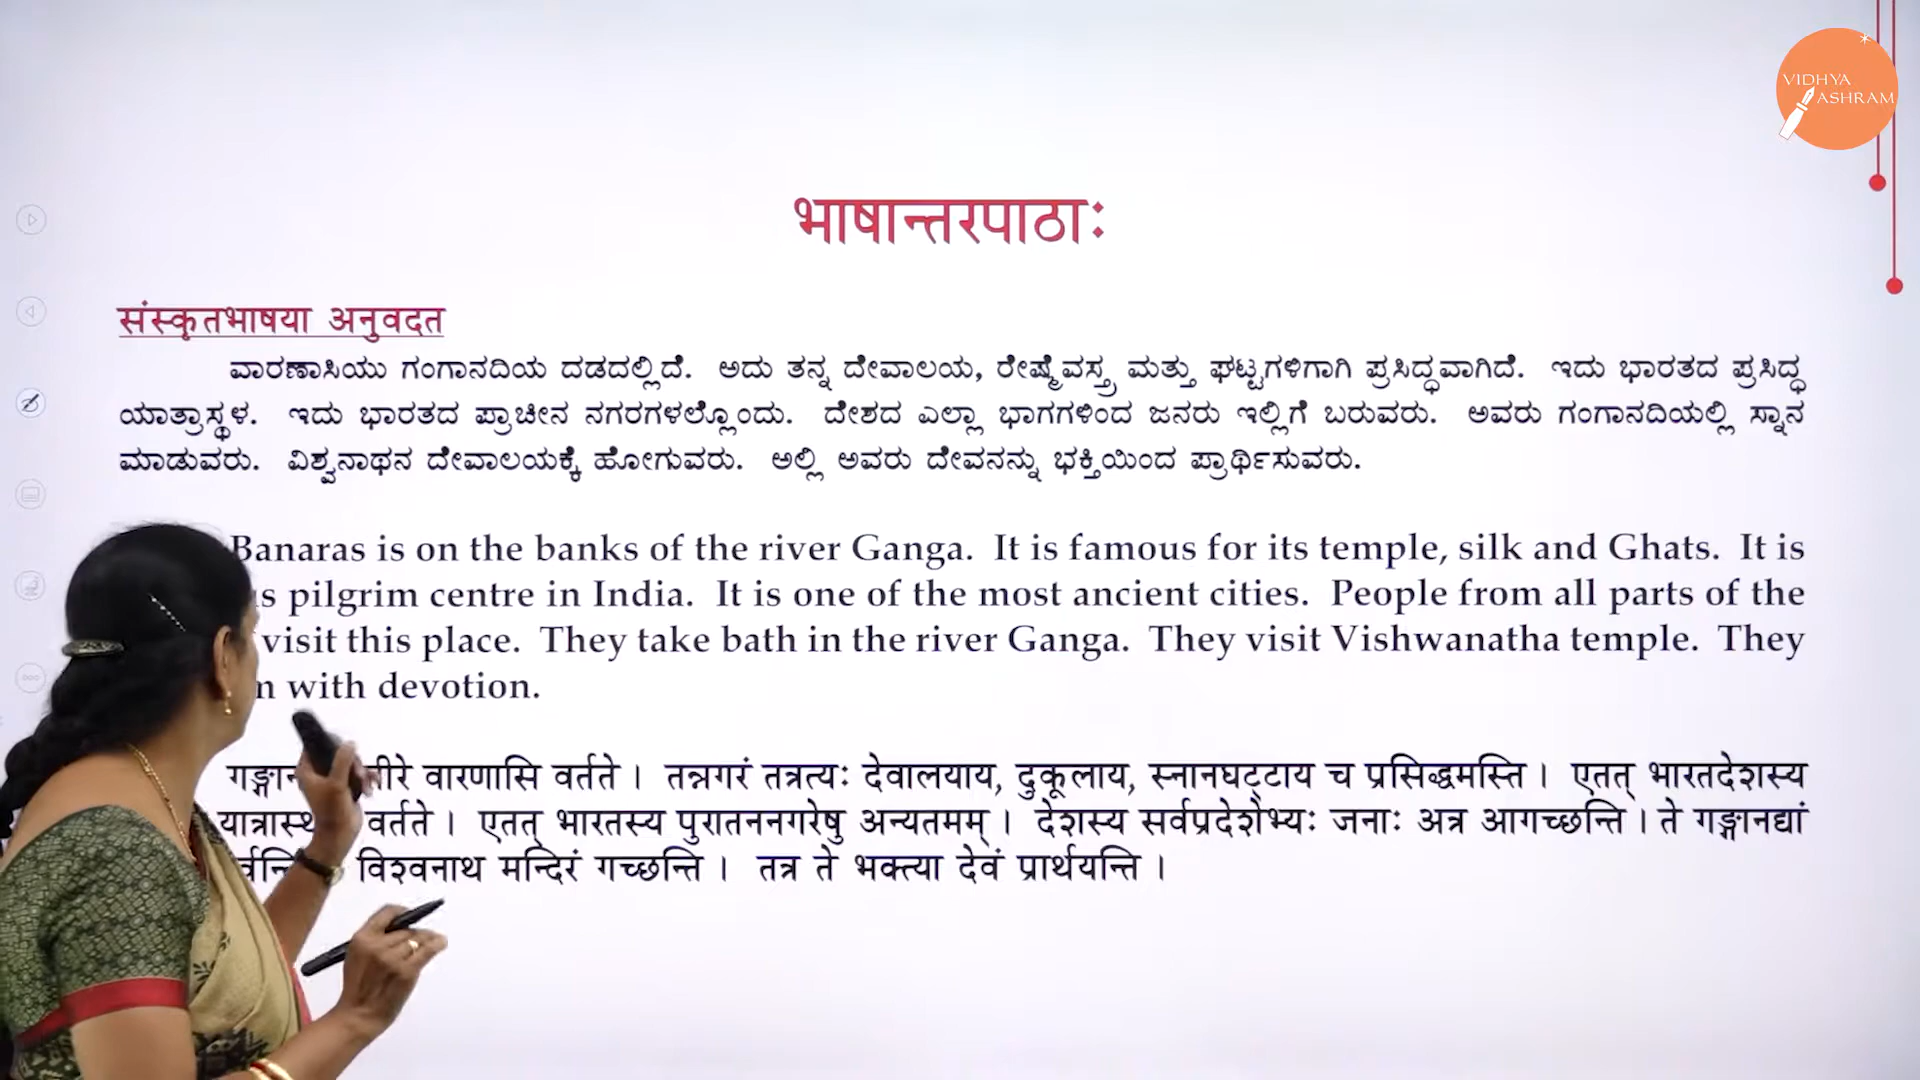 VIDHYA
ASHRAM
भाषान्तरपाठाः
संस्कृतभाषया अनुवदत
ವಾರಣಾಸಿಯು ಗಂಗಾನದಿಯ ದಡದಲ್ಲಿದೆ. ಅದು ತನ್ನ ದೇವಾಲಯ, ರೇಷ್ಮೆವಸ್ತ್ರ ಮತ್ತು ಘಟ್ಟಗಳಿಗಾಗಿ ಪ್ರಸಿದ್ಧವಾಗಿದೆ. ಇದು ಭಾರತದ ಪ್ರಸಿದ್ಧ
ಯಾತ್ರಾಸ್ಥಳ. ಇದು ಭಾರತದ ಪ್ರಾಚೀನ ನಗರಗಳಲ್ಲೊಂದು. ದೇಶದ ಎಲ್ಲಾ ಭಾಗಗಳಿಂದ ಜನರು ಇಲ್ಲಿಗೆ ಬರುವರು. ಅವರು ಗಂಗಾನದಿಯಲ್ಲಿ ಸ್ನಾನ
ಮಾಡುವರು. ವಿಶ್ವನಾಥನ ದೇವಾಲಯಕ್ಕೆ ಹೋಗುವರು. ಅಲ್ಲಿ ಅವರು ದೇವನನ್ನು ಭಕ್ತಿಯಿಂದ ಪ್ರಾರ್ಥಿಸುವರು.
Banaras is on the banks of the river Ganga. It is famous for its temple, silk and Ghats. It is
pilgrim centre in India. It is one of the most ancient cities. People from all parts of the
visit this place. They take bath in the river Ganga. They visit Vishwanatha temple. They
with devotion.
वारणासि वर्तते । तन्नगरं तत्रत्यः देवालयाय, दुकूलाय, स्नानघट्टाय च प्रसिद्धमस्ति । एतत् भारतदेशस्य
वर्तते । एतत् भारतस्य पुरातननगरेषु अन्यतमम् । देशस्य सर्वप्रदेशेभ्यः जनाः अत्र आगच्छन्ति । ते गङ्गानद्यां
विश्वनाथ मन्दिरं गच्छन्ति । तत्र ते भक्त्या देवं प्रार्थयन्ति ।